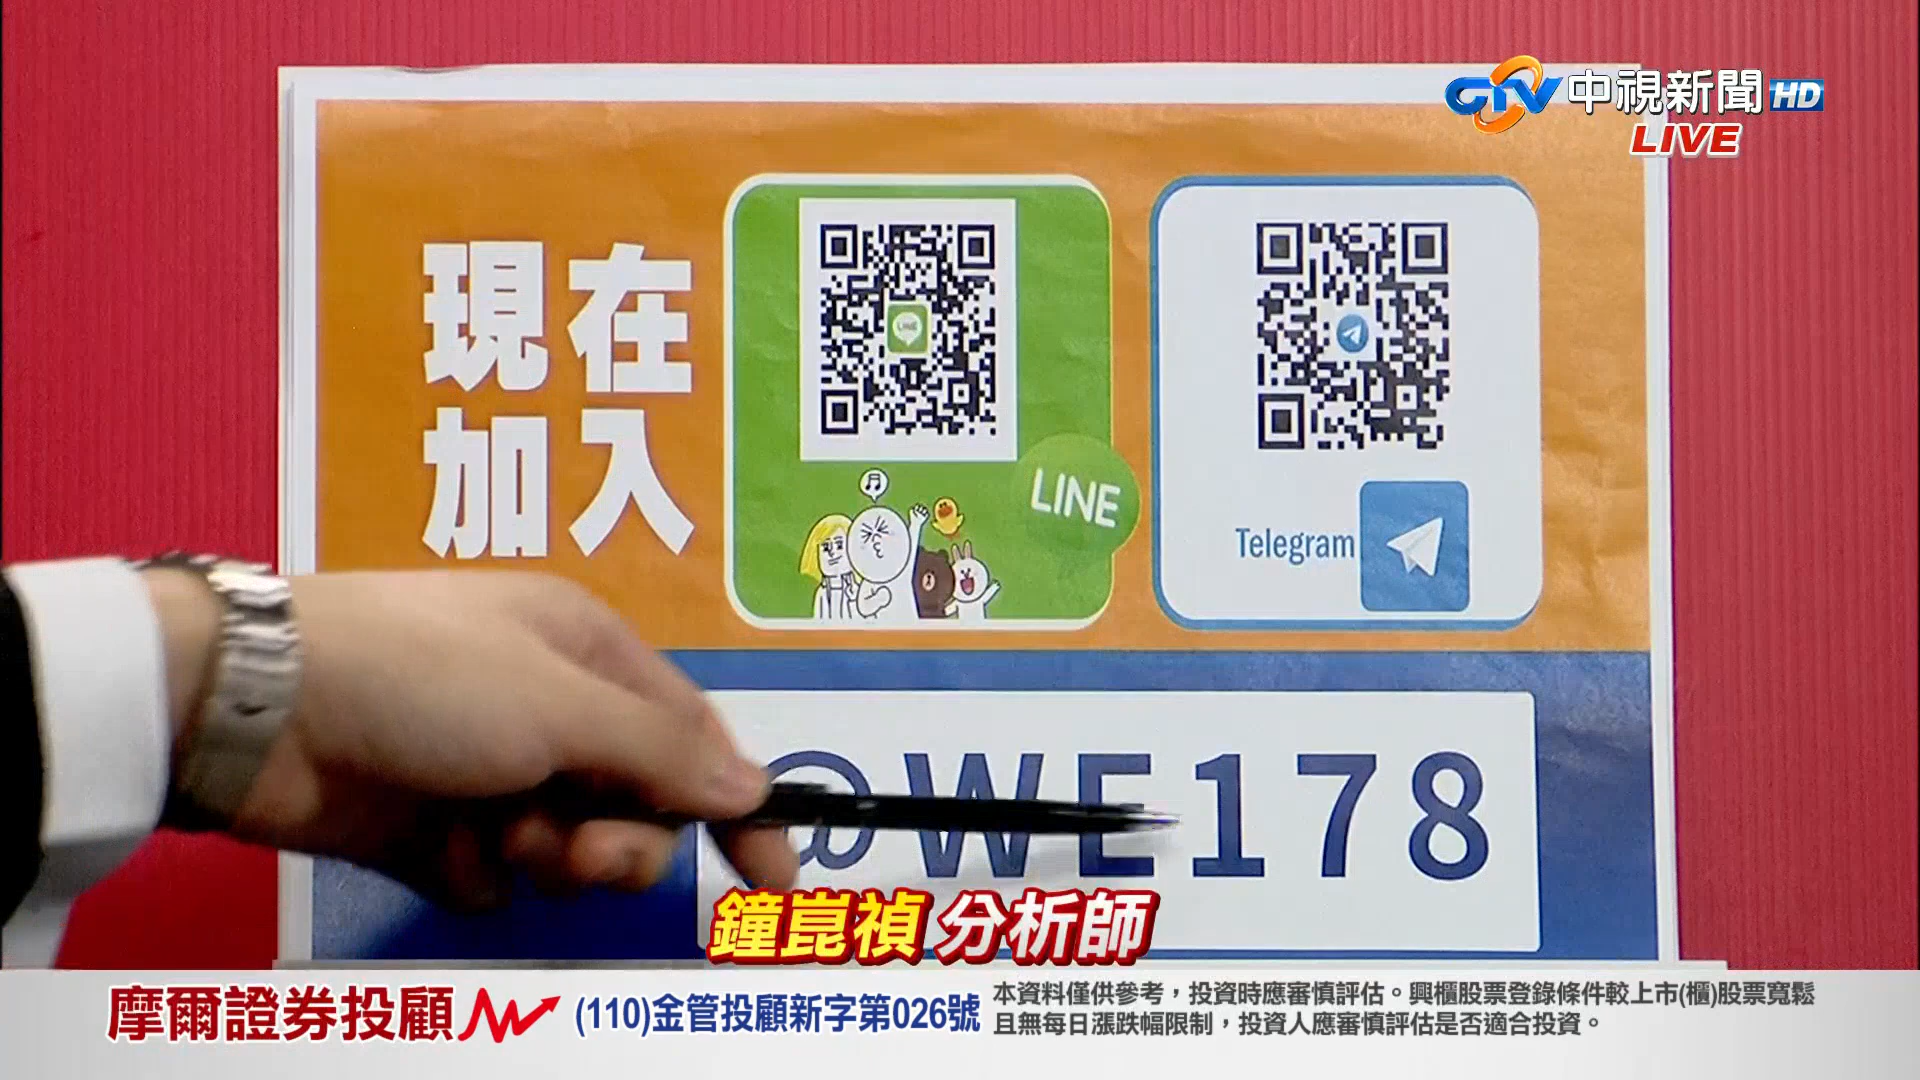 CTV 中視新聞 HD
LIVE
現在
加入
LINE
LINE
Telegram
@WE178
鐘崑禎 分析師
摩爾證券投顧
(110)金管投顧新字第026號
本資料僅供參考，投資時應審慎評估。興櫃股票登錄條件較上市(櫃)股票寬鬆
且無每日漲跌幅限制，投資人應審慎評估是否適合投資。